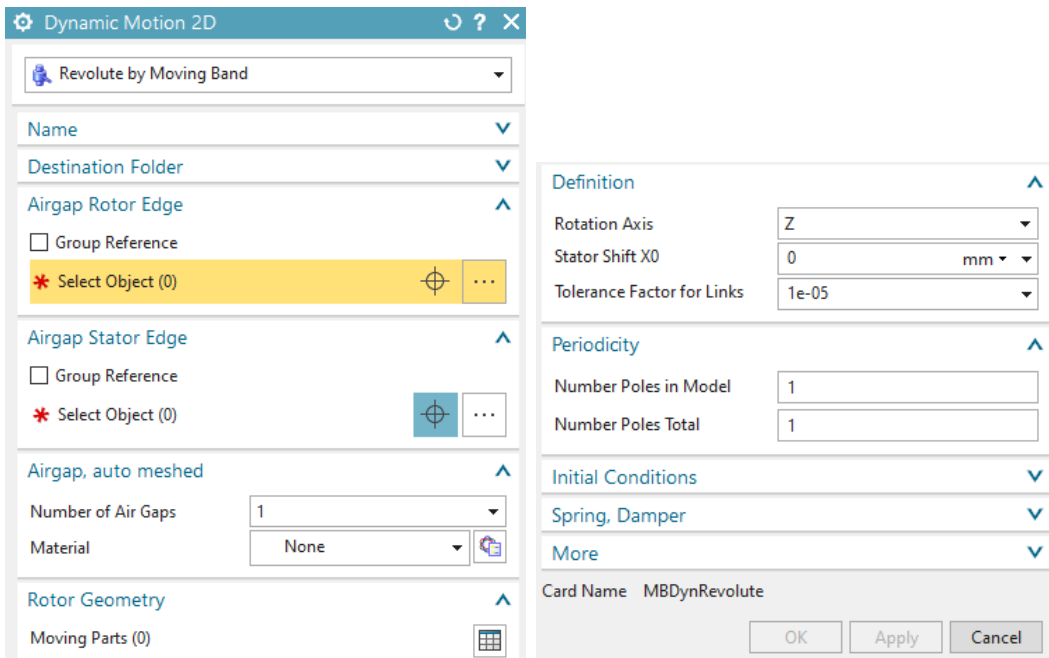 Dynamic Motion 2D
Revolute by Moving Band
Name
Destination Folder
Airgap Rotor Edge
Group Reference
* Select Object (0)
Airgap Stator Edge
Group Reference
* Select Object (0)
Airgap, auto meshed
Number of Air Gaps 1
Material None
Rotor Geometry
Moving Parts (0)
Definition
Rotation Axis Z
Stator Shift X0 0 mm
Tolerance Factor for Links 1e-05
Periodicity
Number Poles in Model 1
Number Poles Total 1
Initial Conditions
Spring, Damper
More
Card Name MBDynRevolute
OK Apply Cancel